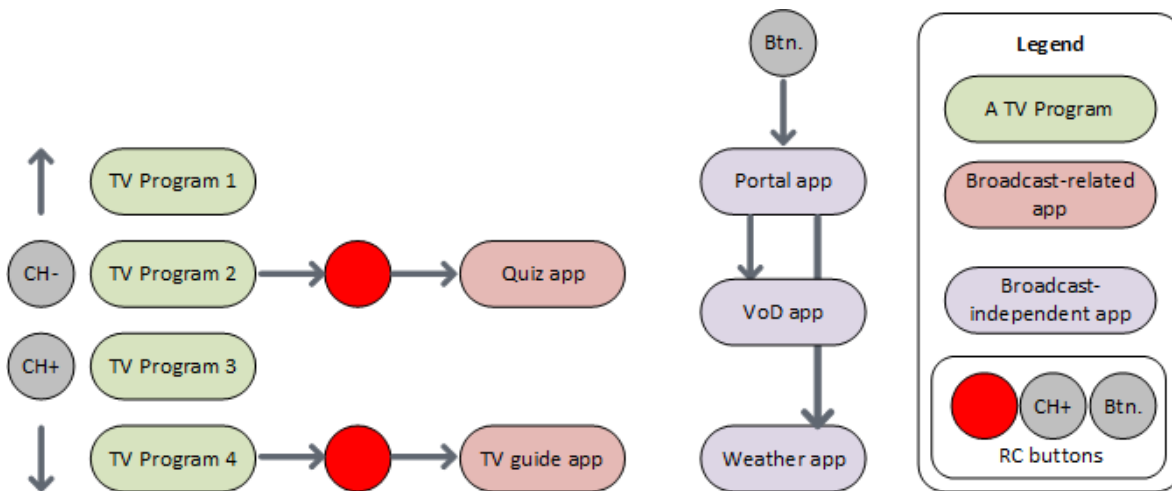 Btn.
Legend
A TV Program
TV Program 1
Portal app
Broadcast-related
app
CH-
TV Program 2
Quiz app
Broadcast-
independent app
VoD app
CH+
TV Program 3
CH+
Btn.
RC buttons
TV Program 4
TV guide app
Weather app